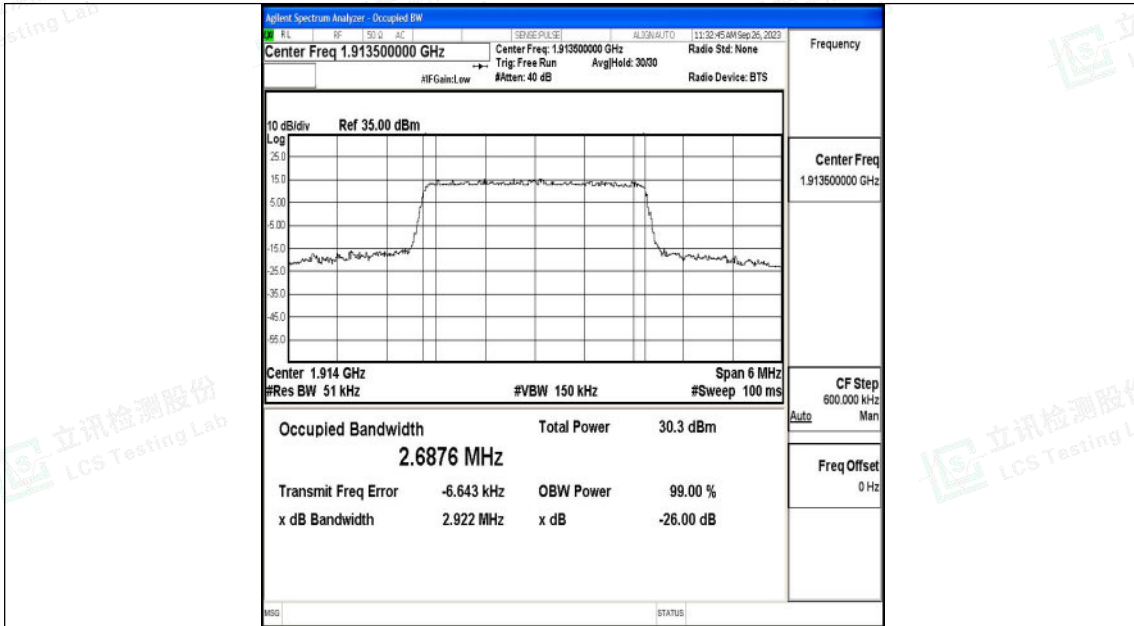 Agilent Spectrum Analyzer - Occupied BW
RL RF 50 Ω AC SENSE:PULSE ALIGNAUTO 11:32:45 AM Sep 26, 2023
Center Freq 1.913500000 GHz
Center Freq: 1.913500000 GHz
Radio Std: None
Trig: Free Run Avg|Hold: 30/30
#IFGain:Low #Atten: 40 dB Radio Device: BTS
Frequency
10 dB/div Ref 35.00 dBm
Log
25.0
15.0
5.00
-5.00
-15.0
-25.0
-35.0
-45.0
-55.0
Center 1.914 GHz Span 6 MHz
#Res BW 51 kHz #VBW 150 kHz #Sweep 100 ms
Center Freq
1.913500000 GHz
CF Step
600.000 kHz
Auto Man
Freq Offset
0 Hz
Occupied Bandwidth Total Power 30.3 dBm
2.6876 MHz
Transmit Freq Error -6.643 kHz OBW Power 99.00 %
x dB Bandwidth 2.922 MHz x dB -26.00 dB
MSG STATUS
立讯检测股份
LCS Testing Lab
立讯检测股份
LCS Testing L
sting Lab